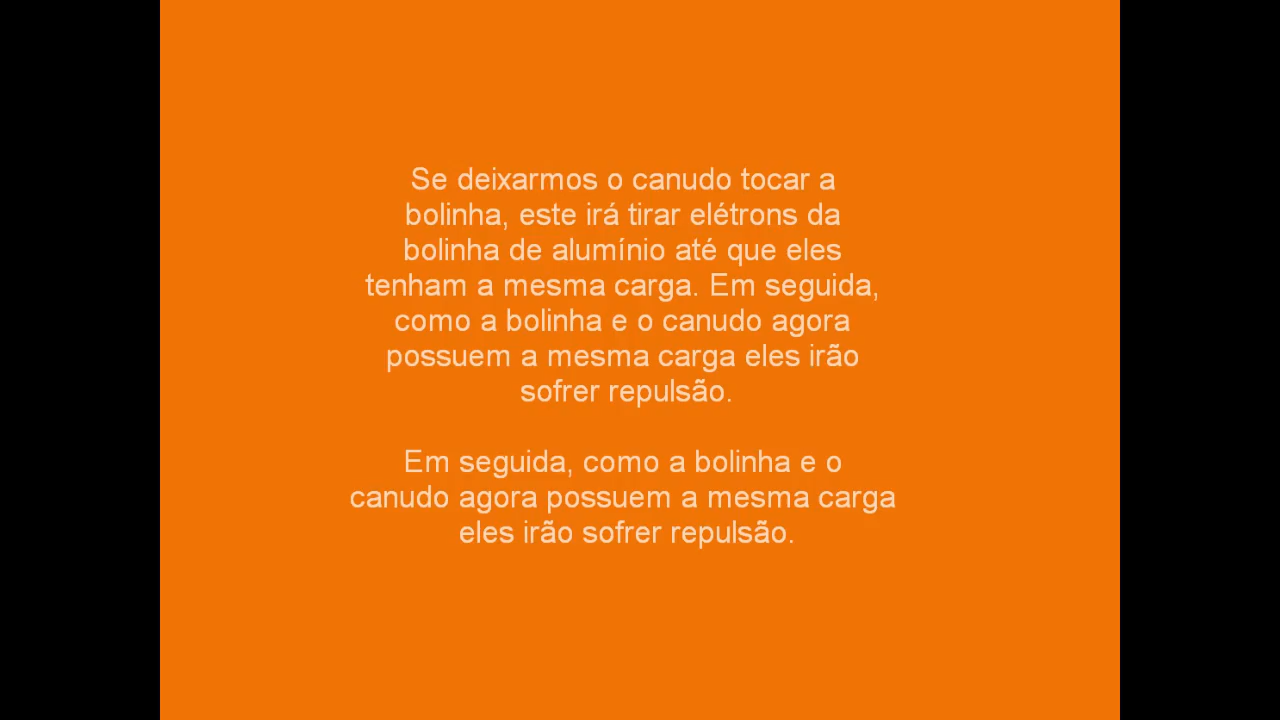 Se deixarmos o canudo tocar a
bolinha, este irá tirar elétrons da
bolinha de alumínio até que eles
tenham a mesma carga. Em seguida,
como a bolinha e o canudo agora
possuem a mesma carga eles irão
sofrer repulsão.
Em seguida, como a bolinha e o
canudo agora possuem a mesma carga
eles irão sofrer repulsão.